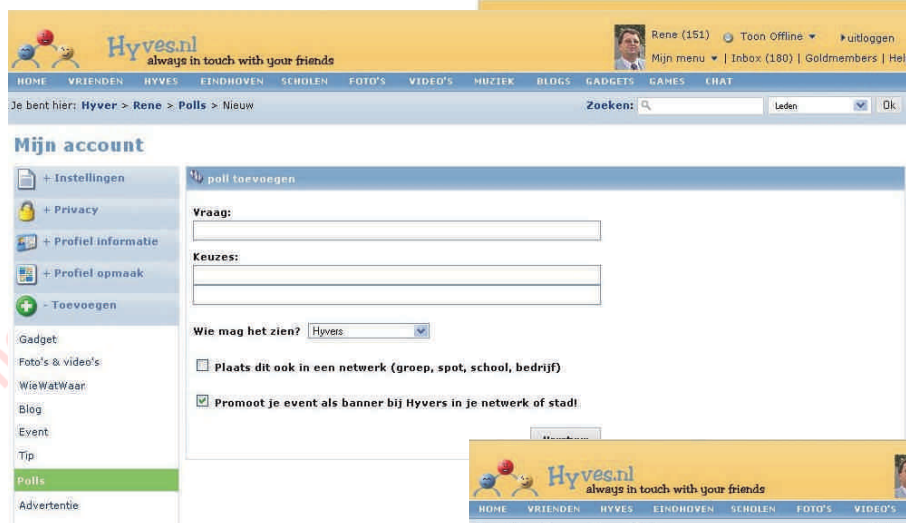 Hyves.nl
always in touch with your friends
Rene (151) Toon Offline uitloggen
Mijn menu | Inbox (180) | Goldmembers | Hel
HOME VRIENDEN HYVES EINDHOVEN SCHOLEN FOTO'S VIDEO'S MUZIEK BLOGS GADGETS GAMES CHAT
Je bent hier: Hyver > Rene > Polls > Nieuw
Zoeken: Leden Ok
Mijn account
+ Instellingen
+ Privacy
+ Profiel informatie
+ Profiel opmaak
- Toevoegen
Gadget
Foto's & video's
WieWatWaar
Blog
Event
Tip
Polls
Advertentie
poll toevoegen
Vraag:
Keuzes:
Wie mag het zien? Hyvers
Plaats dit ook in een netwerk (groep, spot, school, bedrijf)
Promoot je event als banner bij Hyvers in je netwerk of stad!
Hyves.nl
always in touch with your friends
HOME VRIENDEN HYVES EINDHOVEN SCHOLEN FOTO'S VIDEO'S